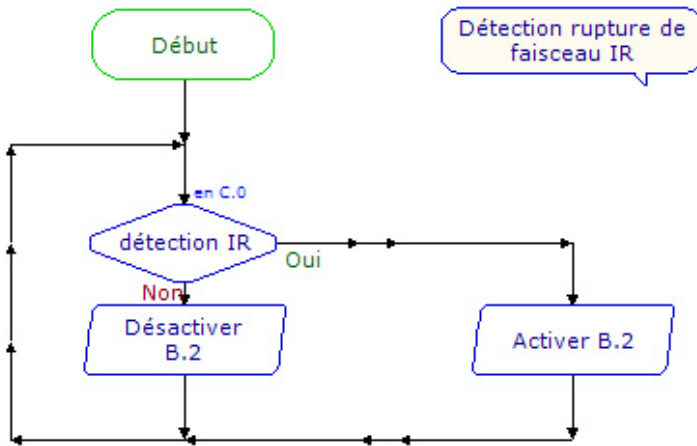 Début
Détection rupture de
faisceau IR
en C.0
détection IR
Oui
Non
Désactiver
B.2
Activer B.2